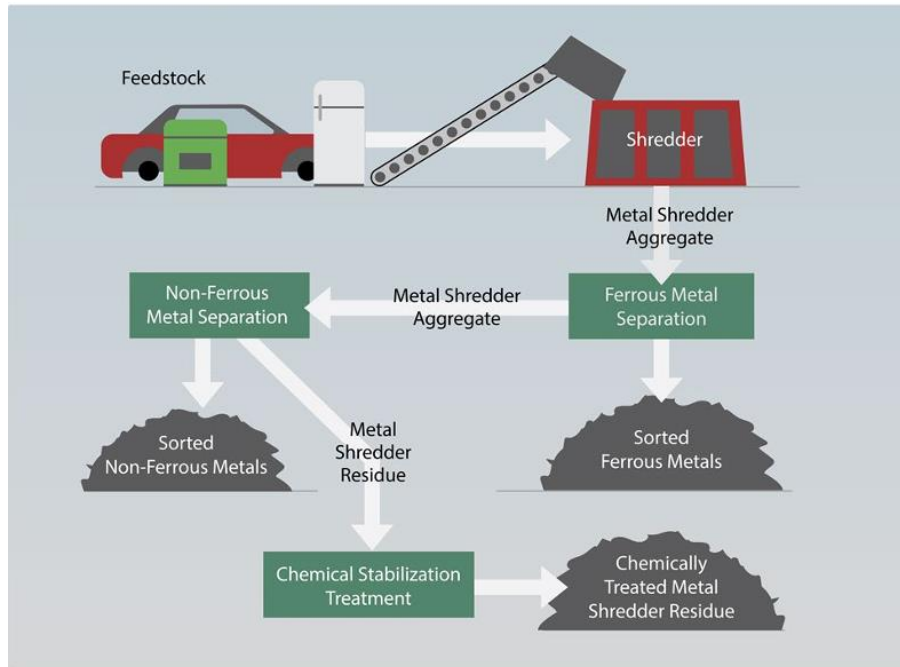 Feedstock
Shredder
Metal Shredder
Aggregate
Non-Ferrous
Metal Separation
Metal Shredder
Aggregate
Ferrous Metal
Separation
Sorted
Non-Ferrous Metals
Metal
Shredder
Residue
Sorted
Ferrous Metals
Chemical Stabilization
Treatment
Chemically
Treated Metal
Shredder Residue